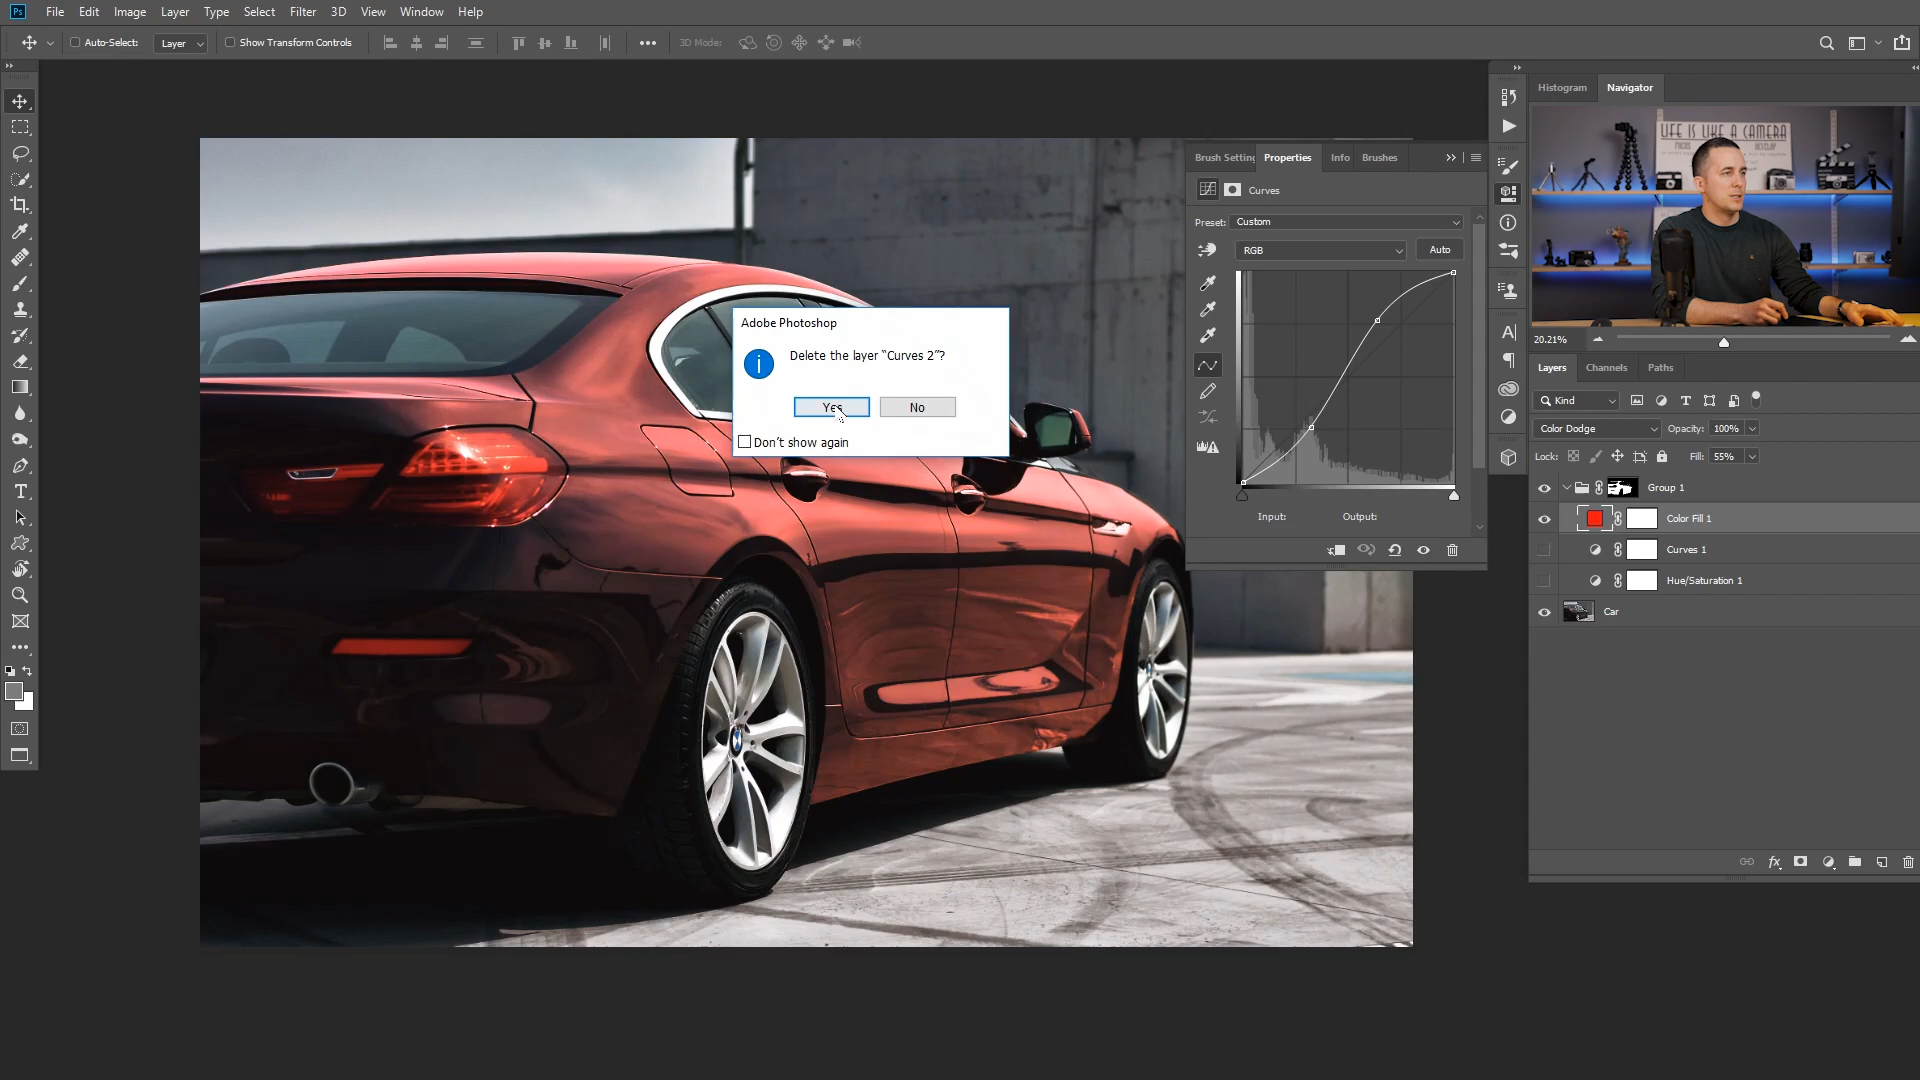 Ps File Edit Image Layer Type Select Filter 3D View Window Help
Auto-Select: Layer Show Transform Controls 3D Mode:
Histogram Navigator
LIFE IS LIKE A CAMERA
20.21%
Brush Setting Properties Info Brushes
Curves
Preset: Custom
RGB Auto
Input: Output:
Adobe Photoshop
Delete the layer “Curves 2”?
Yes No
Don't show again
Layers Channels Paths
Kind
Color Dodge Opacity: 100%
Lock: Fill: 55%
Group 1
Color Fill 1
Curves 1
Hue/Saturation 1
Car
fx